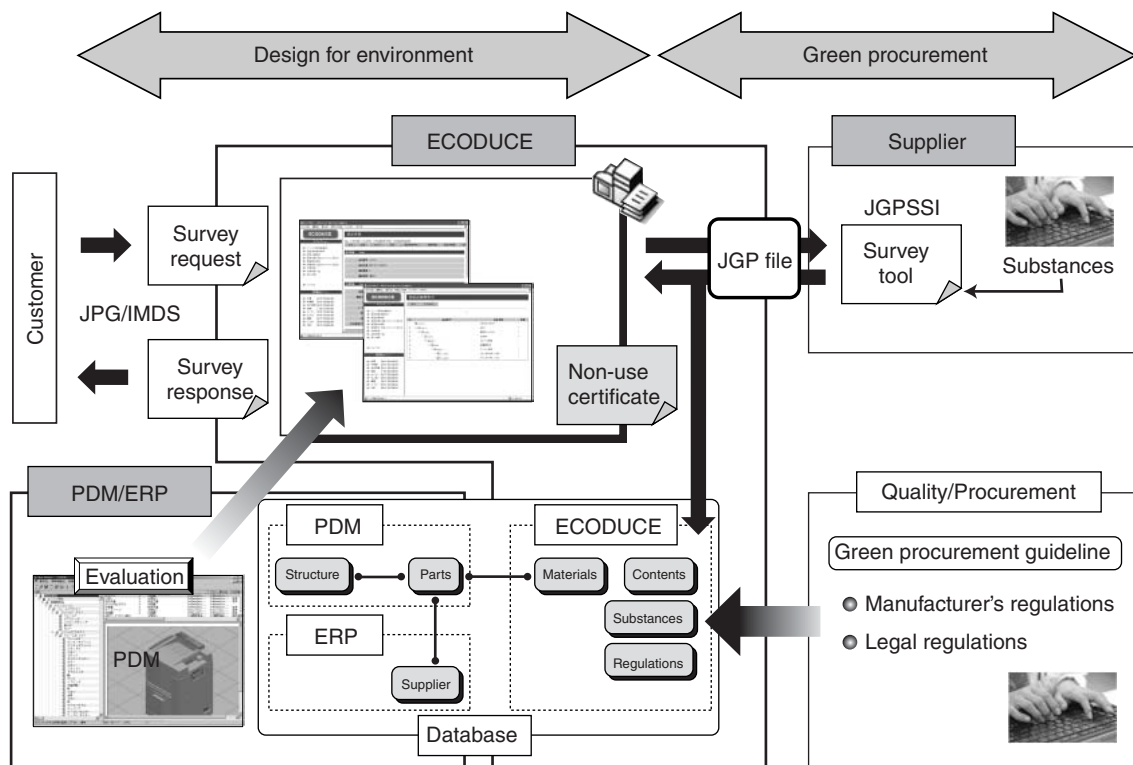 Design for environment
Green procurement
ECODUCE
Supplier
Customer
Survey
request
JPG/IMDS
Survey
response
Non-use
certificate
JGP file
JGPSSI
Survey
tool
Substances
PDM/ERP
Evaluation
PDM
PDM
Structure
Parts
ERP
Supplier
ECODUCE
Materials
Contents
Substances
Regulations
Database
Quality/Procurement
Green procurement guideline
Manufacturer's regulations
Legal regulations